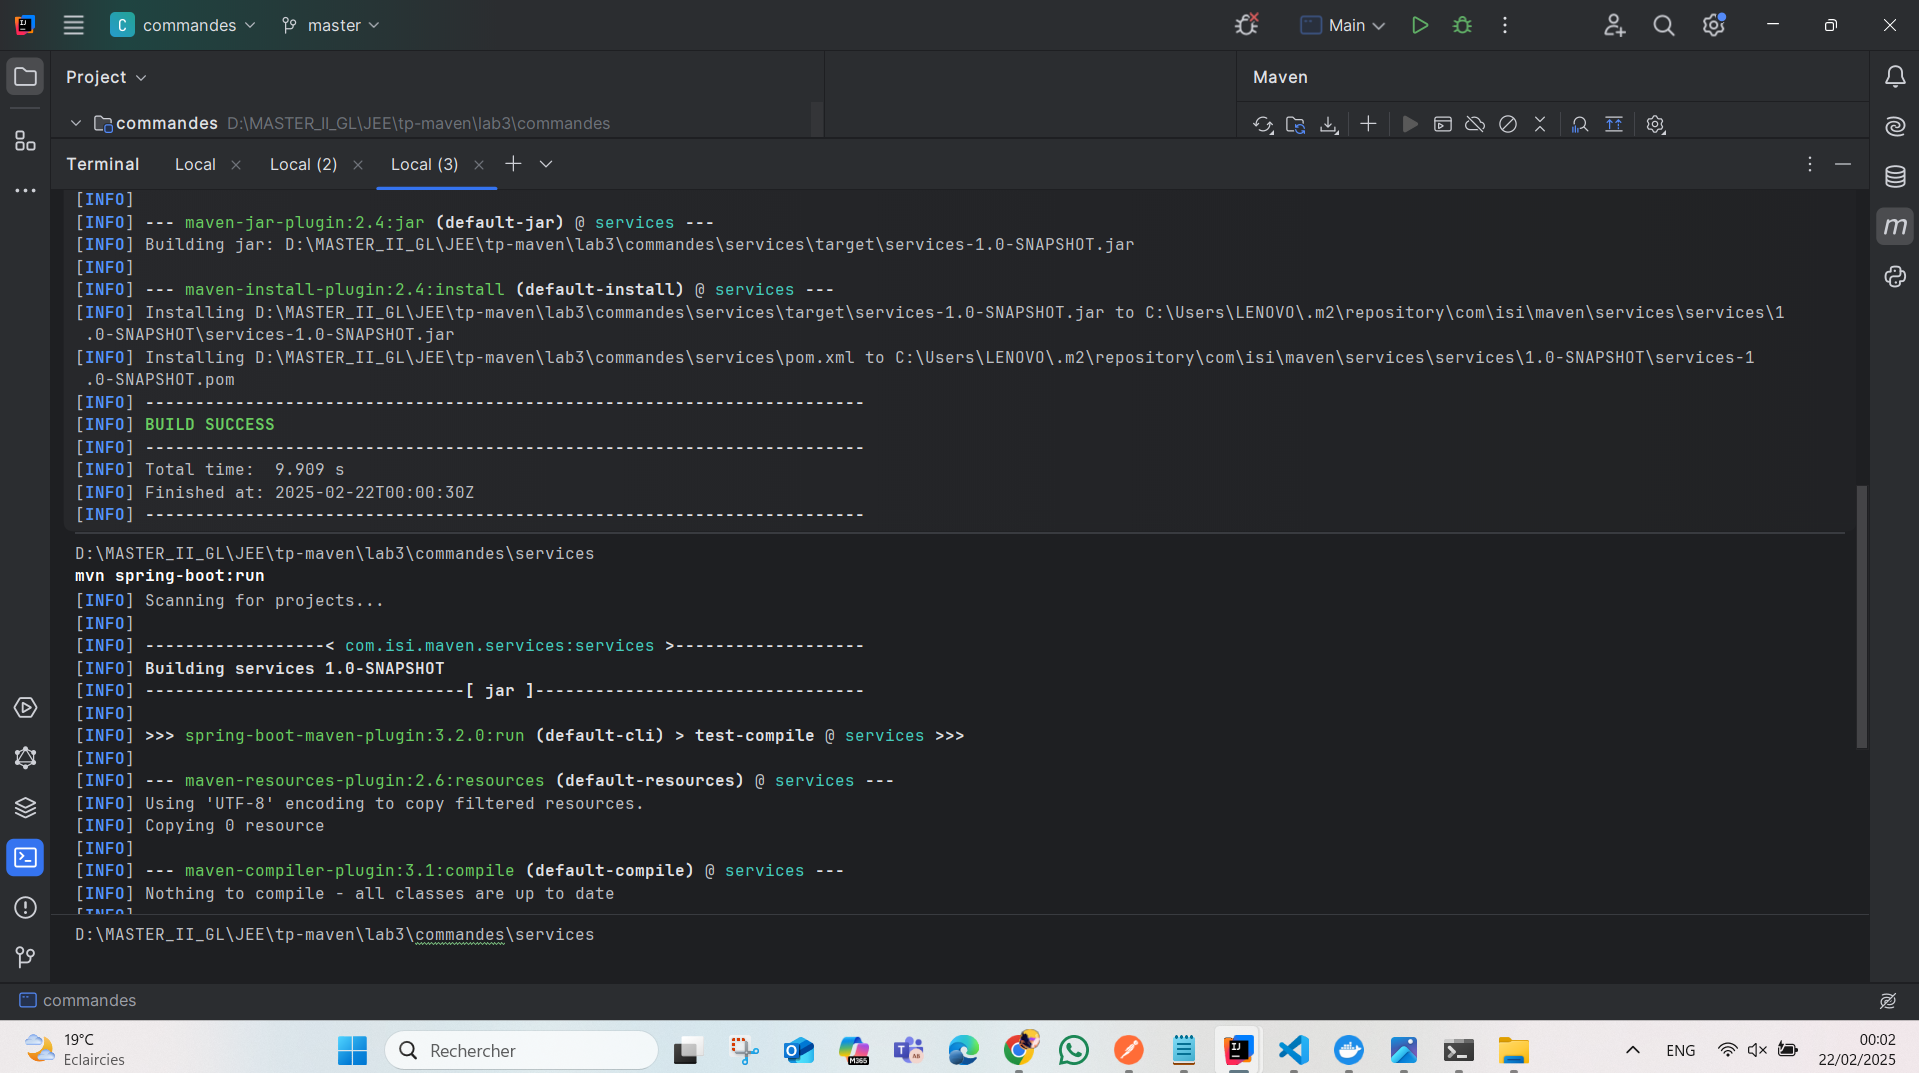 C commandes master Main
Project
Maven
commandes D:\MASTER_II_GL\JEE\tp-maven\lab3\commandes
Terminal Local Local (2) Local (3)
[INFO]
[INFO] --- maven-jar-plugin:2.4:jar (default-jar) @ services ---
[INFO] Building jar: D:\MASTER_II_GL\JEE\tp-maven\lab3\commandes\services\target\services-1.0-SNAPSHOT.jar
[INFO]
[INFO] --- maven-install-plugin:2.4:install (default-install) @ services ---
[INFO] Installing D:\MASTER_II_GL\JEE\tp-maven\lab3\commandes\services\target\services-1.0-SNAPSHOT.jar to C:\Users\LENOVO\.m2\repository\com\isi\maven\services\services\1
.0-SNAPSHOT\services-1.0-SNAPSHOT.jar
[INFO] Installing D:\MASTER_II_GL\JEE\tp-maven\lab3\commandes\services\pom.xml to C:\Users\LENOVO\.m2\repository\com\isi\maven\services\services\1.0-SNAPSHOT\services-1
.0-SNAPSHOT.pom
[INFO] ------------------------------------------------------------------------
[INFO] BUILD SUCCESS
[INFO] ------------------------------------------------------------------------
[INFO] Total time:  9.909 s
[INFO] Finished at: 2025-02-22T00:00:30Z
[INFO] ------------------------------------------------------------------------
D:\MASTER_II_GL\JEE\tp-maven\lab3\commandes\services
mvn spring-boot:run
[INFO] Scanning for projects...
[INFO]
[INFO] ------------------< com.isi.maven.services:services >-------------------
[INFO] Building services 1.0-SNAPSHOT
[INFO] --------------------------------[ jar ]---------------------------------
[INFO]
[INFO] >>> spring-boot-maven-plugin:3.2.0:run (default-cli) > test-compile @ services >>>
[INFO]
[INFO] --- maven-resources-plugin:2.6:resources (default-resources) @ services ---
[INFO] Using 'UTF-8' encoding to copy filtered resources.
[INFO] Copying 0 resource
[INFO]
[INFO] --- maven-compiler-plugin:3.1:compile (default-compile) @ services ---
[INFO] Nothing to compile - all classes are up to date
[INFO]
D:\MASTER_II_GL\JEE\tp-maven\lab3\commandes\services
commandes
19°C
Eclaircies
Rechercher
M365
ENG
00:02
22/02/2025